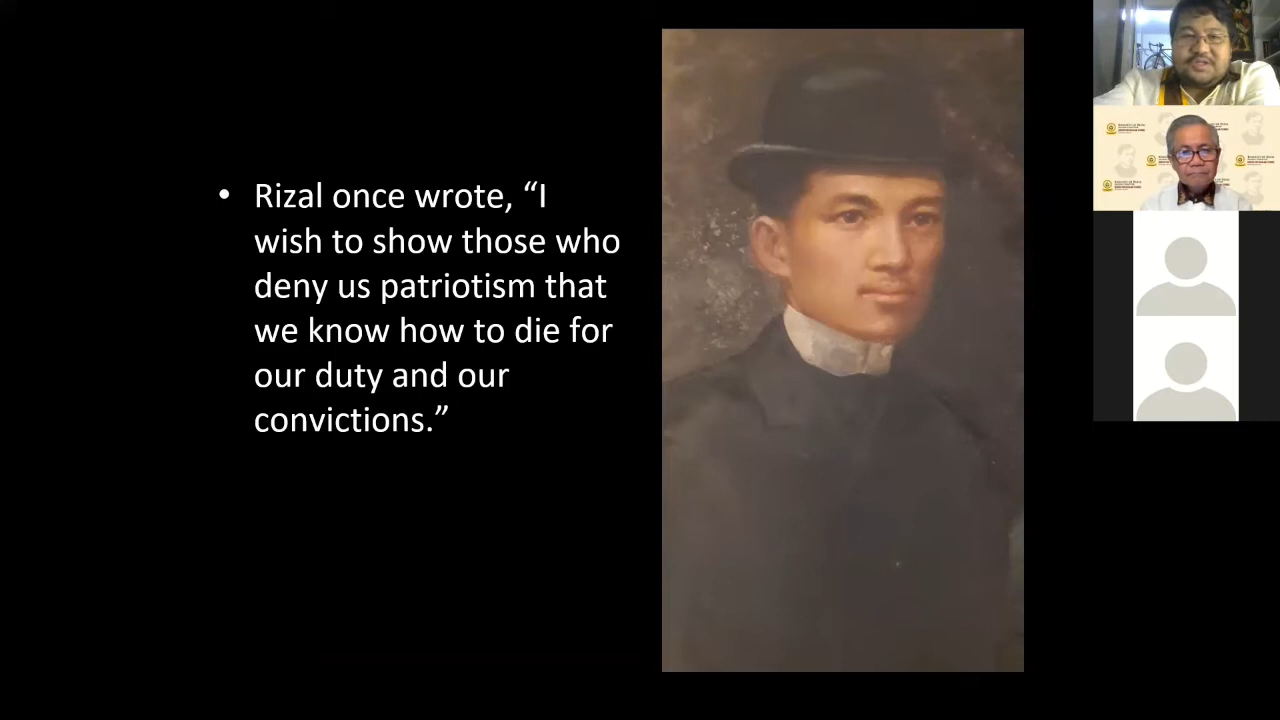 • Rizal once wrote, “I
wish to show those who
deny us patriotism that
we know how to die for
our duty and our
convictions.”